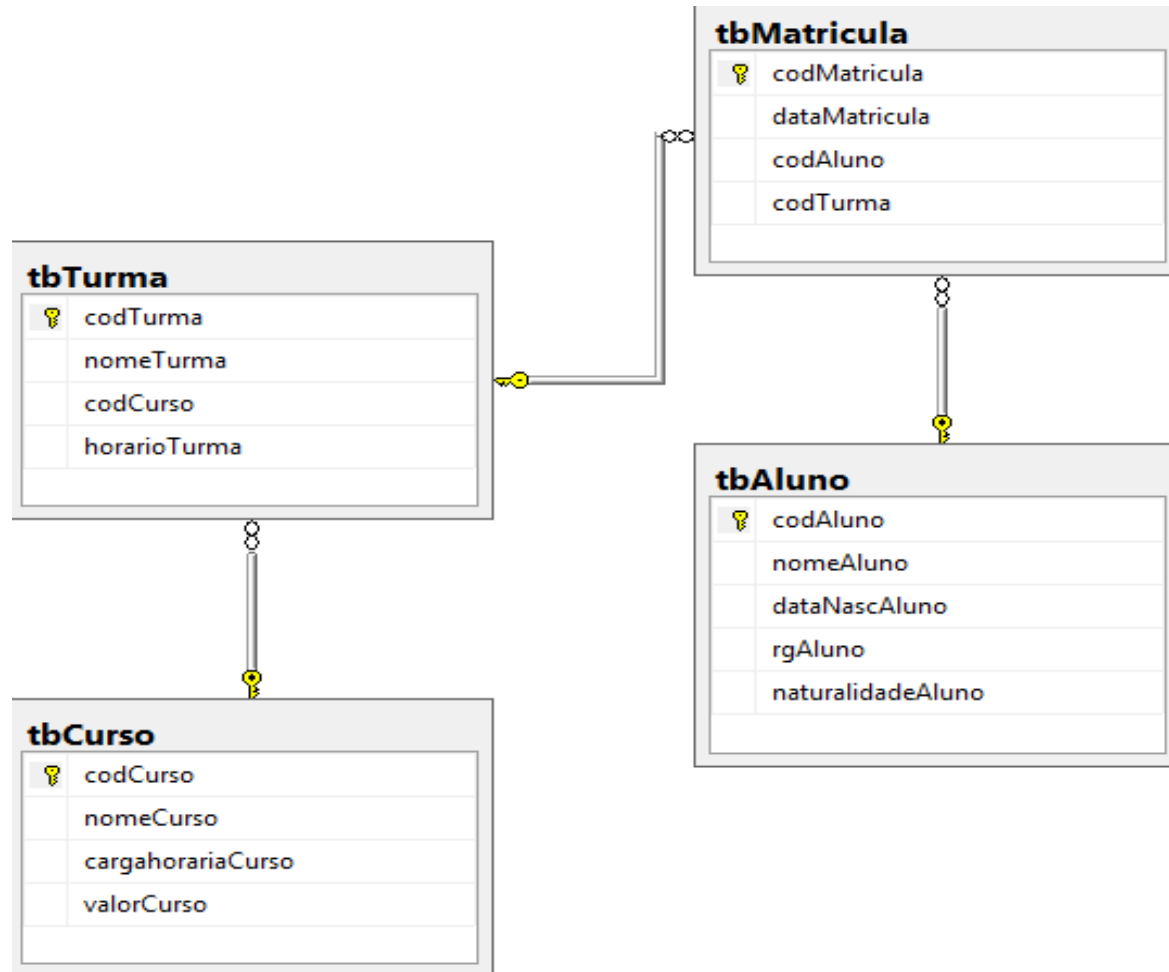 tbMatricula
codMatricula
dataMatricula
codAluno
codTurma
tbTurma
codTurma
nomeTurma
codCurso
horarioTurma
tbAluno
codAluno
nomeAluno
dataNascAluno
rgAluno
naturalidadeAluno
tbCurso
codCurso
nomeCurso
cargahorariaCurso
valorCurso